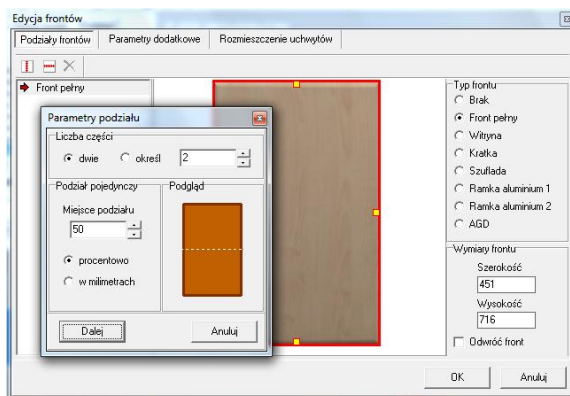 Edycja frontów
Podziały frontów Parametry dodatkowe Rozmieszczenie uchwytów
Front pełny
Parametry podziału
Liczba części
dwie określ 2
Podział pojedynczy Podgląd
Miejsce podziału
50
procentowo
w milimetrach
Dalej Anuluj
Typ frontu
Brak
Front pełny
Witryna
Kratka
Szuflada
Ramka aluminium 1
Ramka aluminium 2
AGD
Wymiary frontu
Szerokość
451
Wysokość
716
Odwróć front
OK Anuluj